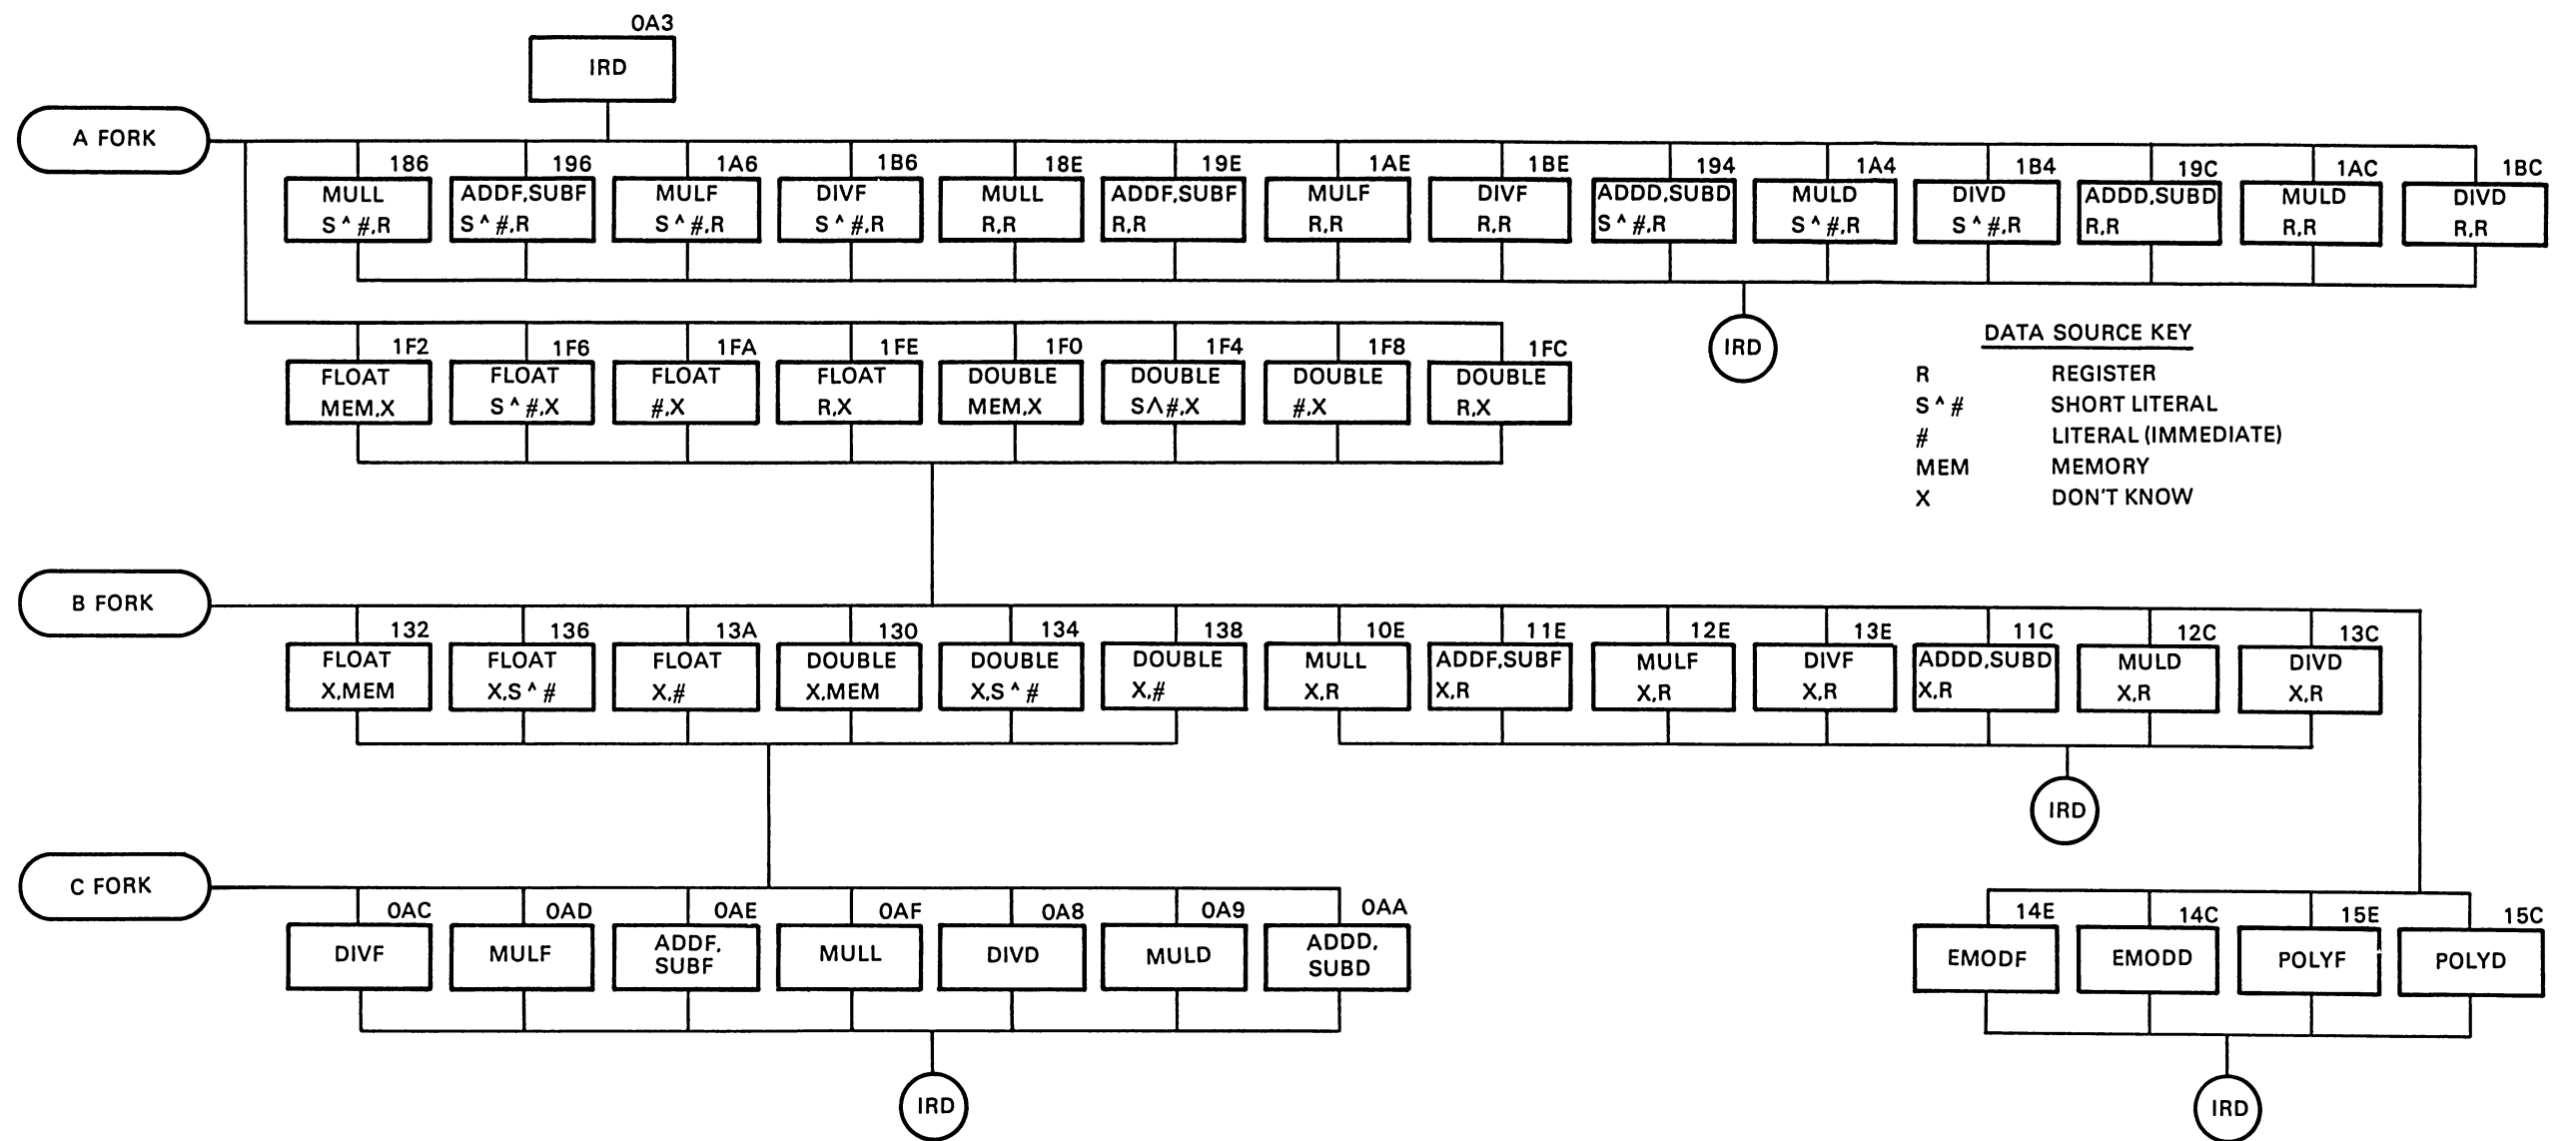 0A3
IRD
A FORK
186
MULL
S ^ #,R
196
ADDF,SUBF
S ^ #,R
1A6
MULF
S ^ #,R
1B6
DIVF
S ^ #,R
18E
MULL
R,R
19E
ADDF,SUBF
R,R
1AE
MULF
R,R
1BE
DIVF
R,R
194
ADDD,SUBD
S ^ #,R
1A4
MULD
S ^ #,R
1B4
DIVD
S ^ #,R
19C
ADDD,SUBD
R,R
1AC
MULD
R,R
1BC
DIVD
R,R
IRD
1F2
FLOAT
MEM,X
1F6
FLOAT
S ^ #,X
1FA
FLOAT
#,X
1FE
FLOAT
R,X
1F0
DOUBLE
MEM,X
1F4
DOUBLE
S^#,X
1F8
DOUBLE
#,X
1FC
DOUBLE
R,X
DATA SOURCE KEY
R REGISTER
S ^ # SHORT LITERAL
# LITERAL (IMMEDIATE)
MEM MEMORY
X DON'T KNOW
B FORK
132
FLOAT
X,MEM
136
FLOAT
X,S ^ #
13A
FLOAT
X,#
130
DOUBLE
X,MEM
134
DOUBLE
X,S ^ #
138
DOUBLE
X,#
10E
MULL
X,R
11E
ADDF,SUBF
X,R
12E
MULF
X,R
13E
DIVF
X,R
11C
ADDD,SUBD
X,R
12C
MULD
X,R
13C
DIVD
X,R
IRD
C FORK
0AC
DIVF
0AD
MULF
0AE
ADDF,
SUBF
0AF
MULL
0A8
DIVD
0A9
MULD
0AA
ADDD,
SUBD
IRD
14E
EMODF
14C
EMODD
15E
POLYF
15C
POLYD
IRD